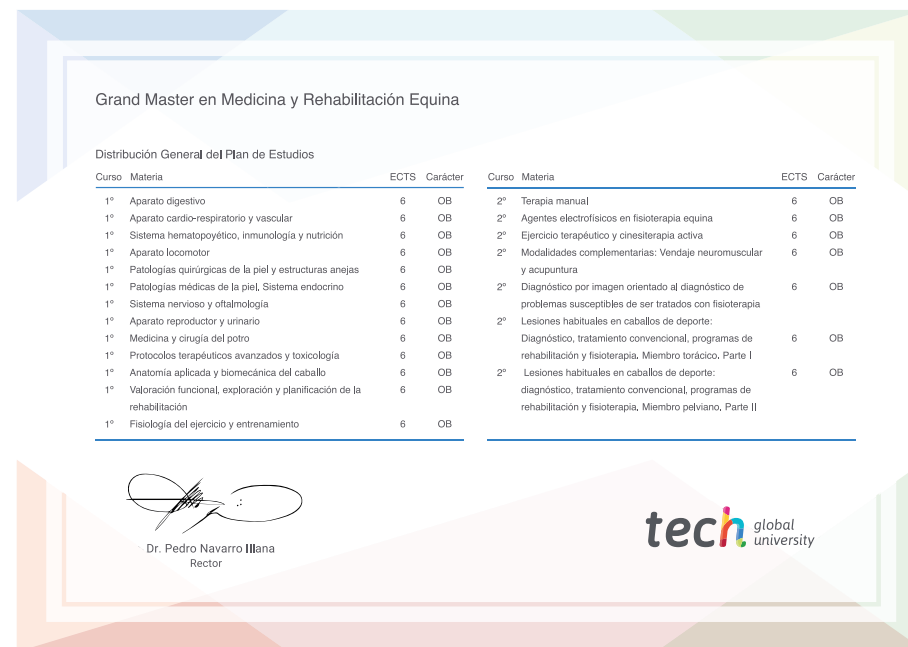 Grand Master en Medicina y Rehabilitación Equina
Distribución General del Plan de Estudios
Curso Materia ECTS Carácter
1º Aparato digestivo 6 OB
1º Aparato cardio-respiratorio y vascular 6 OB
1º Sistema hematopoyético, inmunología y nutrición 6 OB
1º Aparato locomotor 6 OB
1º Patologías quirúrgicas de la piel y estructuras anejas 6 OB
1º Patologías médicas de la piel, Sistema endocrino 6 OB
1º Sistema nervioso y oftalmología 6 OB
1º Aparato reproductor y urinario 6 OB
1º Medicina y cirugía del potro 6 OB
1º Protocolos terapéuticos avanzados y toxicología 6 OB
1º Anatomía aplicada y biomecánica del caballo 6 OB
1º Valoración funcional, exploración y planificación de la 6 OB
rehabilitación
1º Fisiología del ejercicio y entrenamiento 6 OB
Curso Materia ECTS Carácter
2º Terapia manual 6 OB
2º Agentes electrofísicos en fisioterapia equina 6 OB
2º Ejercicio terapéutico y cinesiterapia activa 6 OB
2º Modalidades complementarias: Vendaje neuromuscular 6 OB
y acupuntura
2º Diagnóstico por imagen orientado al diagnóstico de 6 OB
problemas susceptibles de ser tratados con fisioterapia
2º Lesiones habituales en caballos de deporte:
Diagnóstico, tratamiento convencional, programas de 6 OB
rehabilitación y fisioterapia. Miembro torácico. Parte I
2º Lesiones habituales en caballos de deporte: 6 OB
diagnóstico, tratamiento convencional, programas de
rehabilitación y fisioterapia. Miembro pelviano. Parte II
Dr. Pedro Navarro Illana
Rector
tech global
university